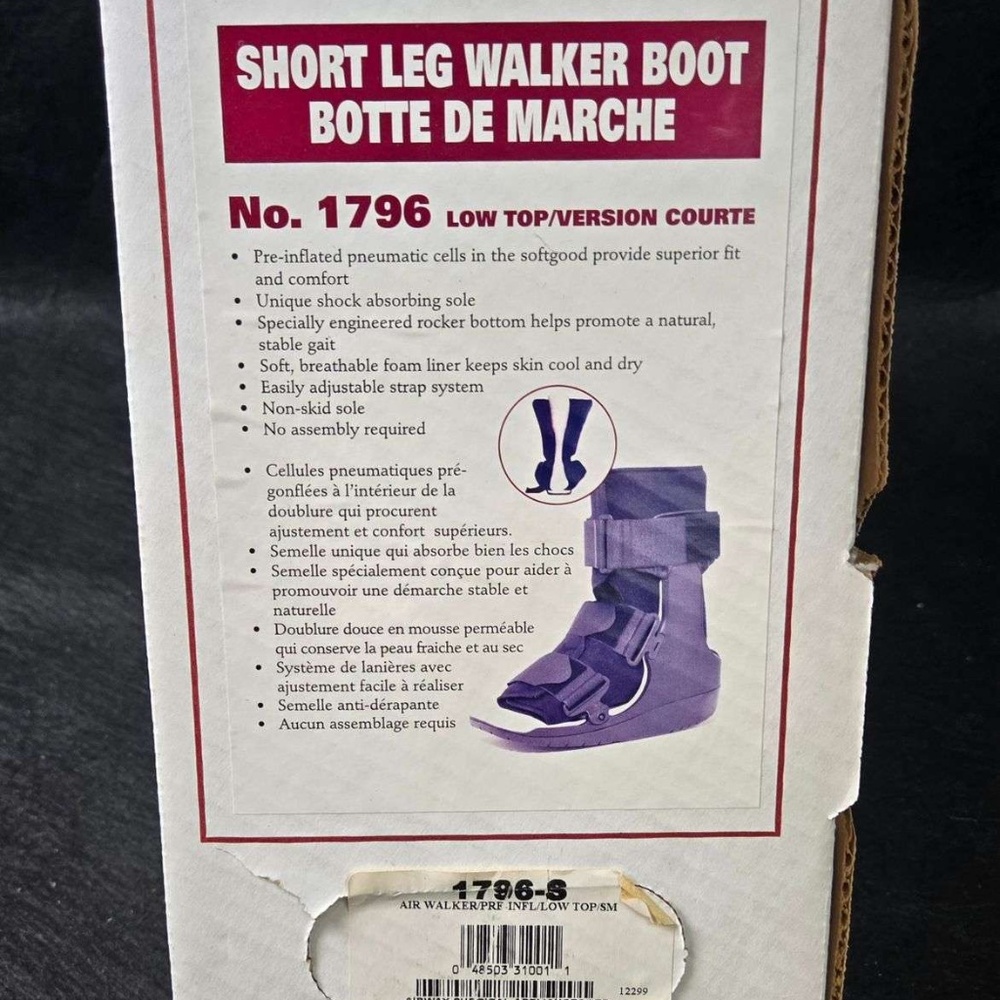 SHORT LEG WALKER BOOT
BOTTE DE MARCHE
No. 1796 LOW TOP/VERSION COURTE
• Pre-inflated pneumatic cells in the softgood provide superior fit
and comfort
• Unique shock absorbing sole
• Specially engineered rocker bottom helps promote a natural,
stable gait
• Soft, breathable foam liner keeps skin cool and dry
• Easily adjustable strap system
• Non-skid sole
• No assembly required
• Cellules pneumatiques pré-
gonflées à l'intérieur de la
doublure qui procurent
ajustement et confort supérieurs.
• Semelle unique qui absorbe bien les chocs
• Semelle spécialement conçue pour aider à
promouvoir une démarche stable et
naturelle
• Doublure douce en mousse perméable
qui conserve la peau fraiche et au sec
• Système de lanières avec
ajustement facile à réaliser
• Semelle anti-dérapante
• Aucun assemblage requis
1796-S
AIR WALKER/PRF INFL/LOW TOP/SM
0 48503 31001 1
12299